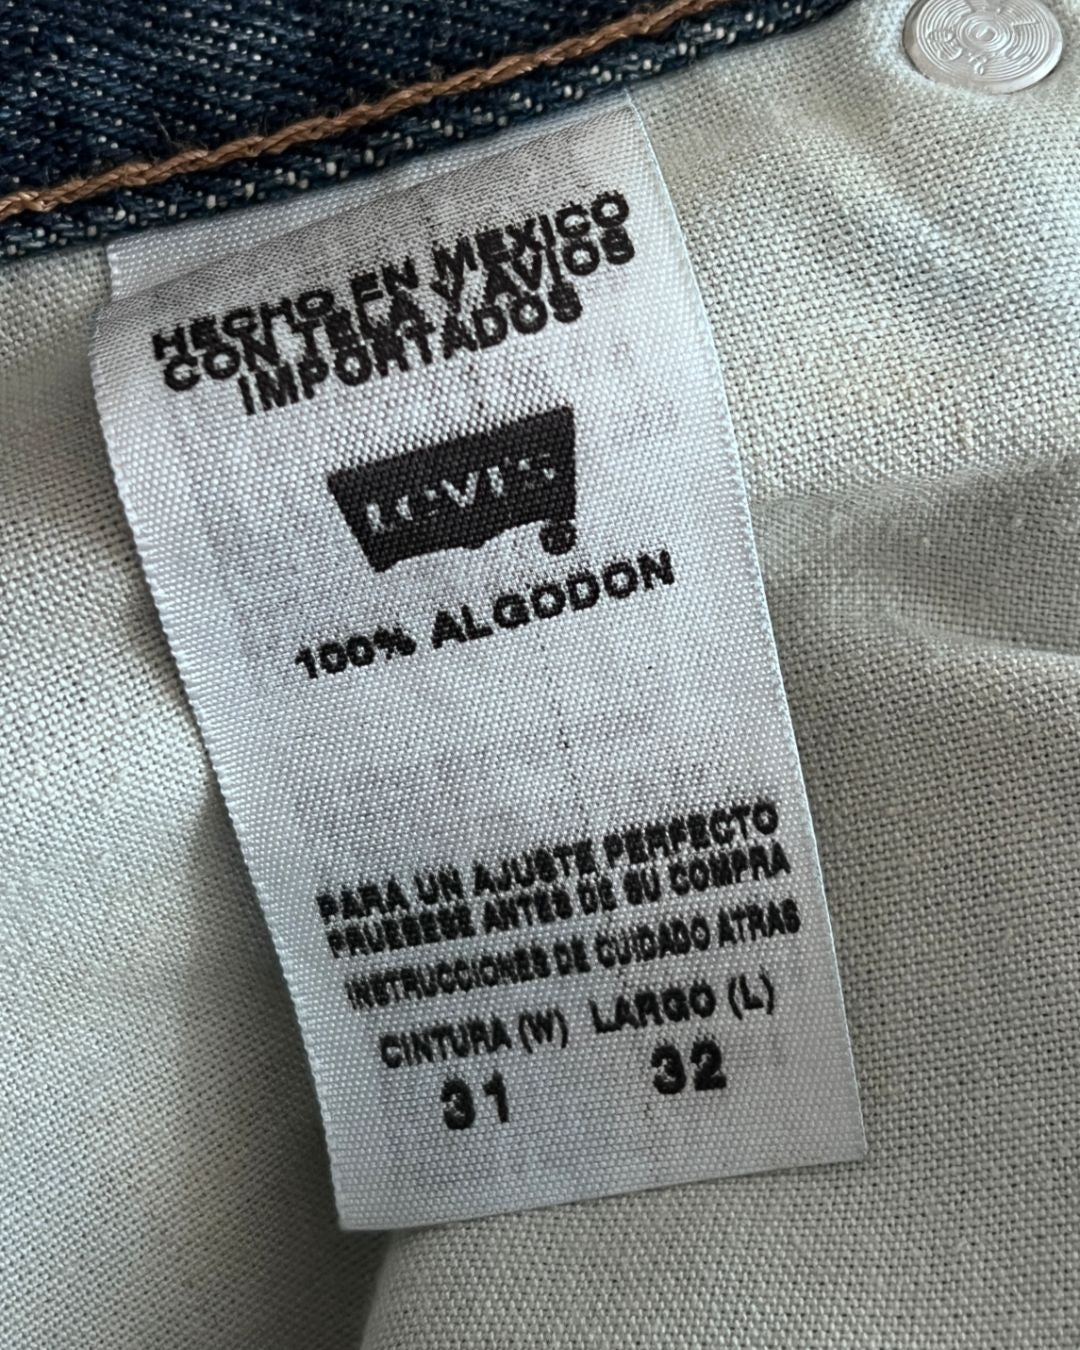 HECHO EN MEXICO
CON TELA Y AVIOS
IMPORTADOS
LEVI'S
®
100% ALGODON
PARA UN AJUSTE PERFECTO
PRUEBESE ANTES DE SU COMPRA
INSTRUCCIONES DE CUIDADO ATRAS
CINTURA (W) LARGO (L)
31 32